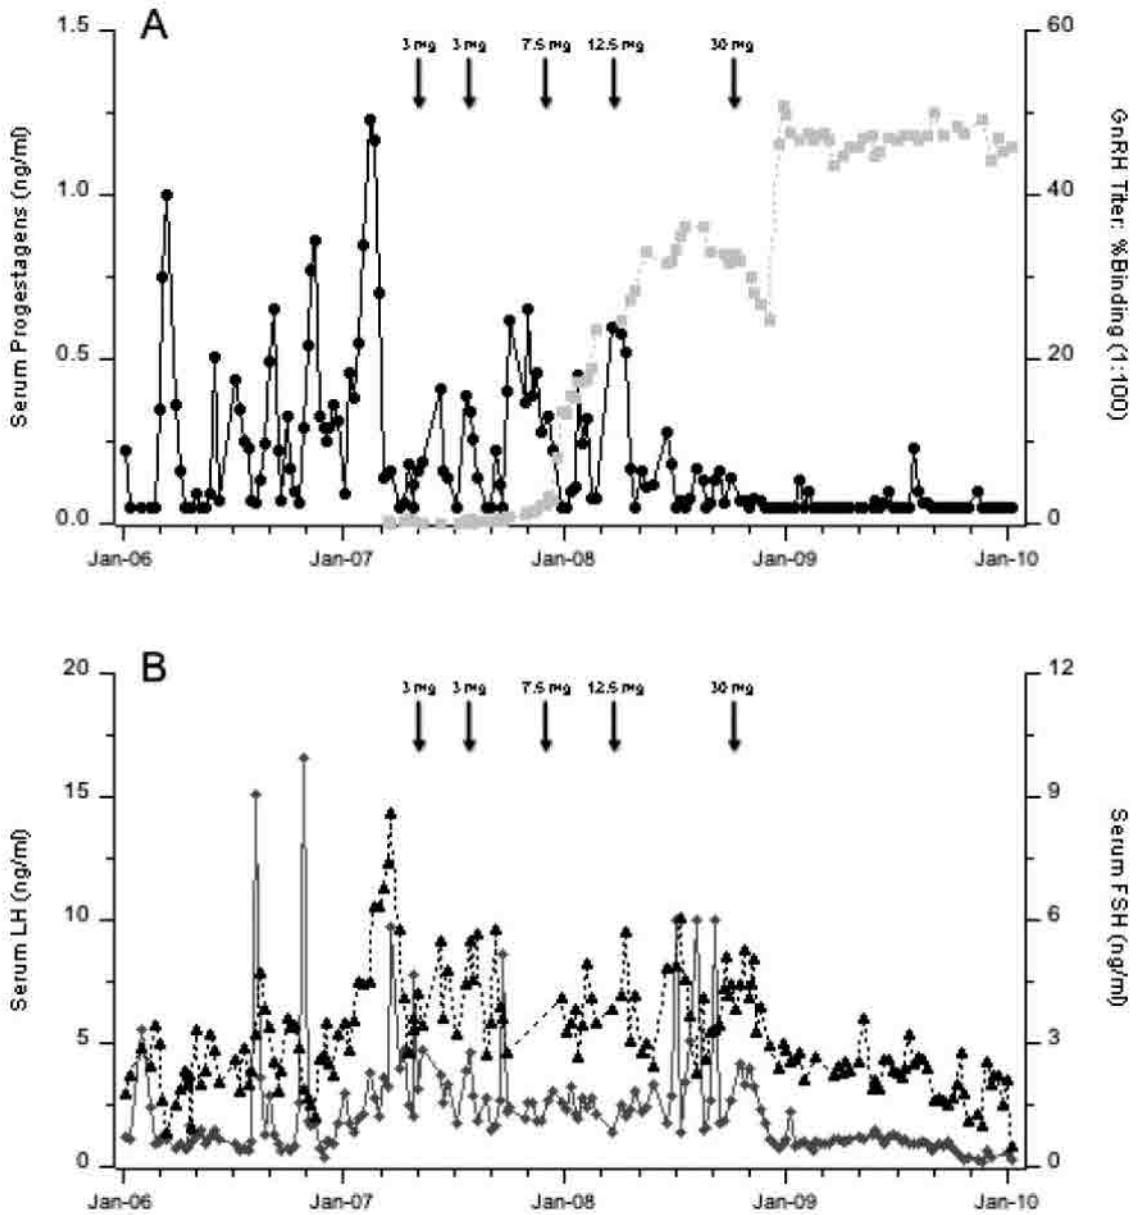 A
1.5
1.0
0.5
0.0
Serum Progestagens (ng/ml)
3 mg 3 mg 7.5 mg 12.5 mg 30 mg
60
40
20
0
GnRH Titer: %Binding (1:100)
Jan-06 Jan-07 Jan-08 Jan-09 Jan-10
B
20
15
10
5
0
Serum LH (ng/ml)
3 mg 3 mg 7.5 mg 12.5 mg 30 mg
12
9
6
3
0
Serum FSH (ng/ml)
Jan-06 Jan-07 Jan-08 Jan-09 Jan-10